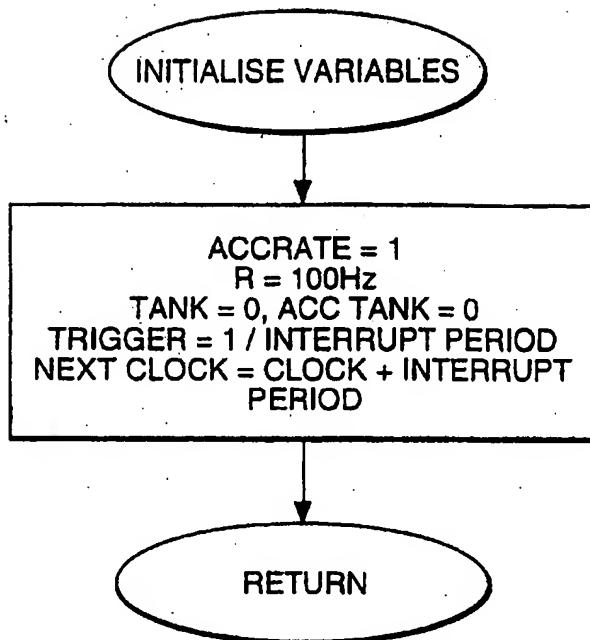 INITIALISE VARIABLES
ACCRATE = 1
R = 100Hz
TANK = 0, ACC TANK = 0
TRIGGER = 1 / INTERRUPT PERIOD
NEXT CLOCK = CLOCK + INTERRUPT
PERIOD
RETURN